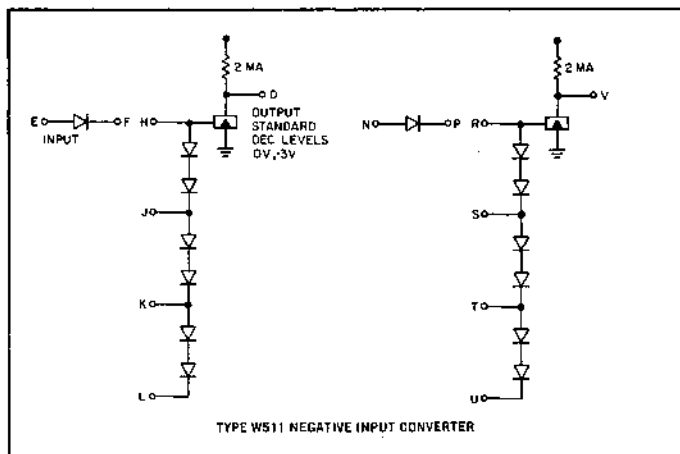 2 MA
D
E
F
H
INPUT
OUTPUT
STANDARD
DEC LEVELS
0V,-3V
J
K
L
2 MA
V
N
P
R
S
T
U
TYPE W511 NEGATIVE INPUT CONVERTER